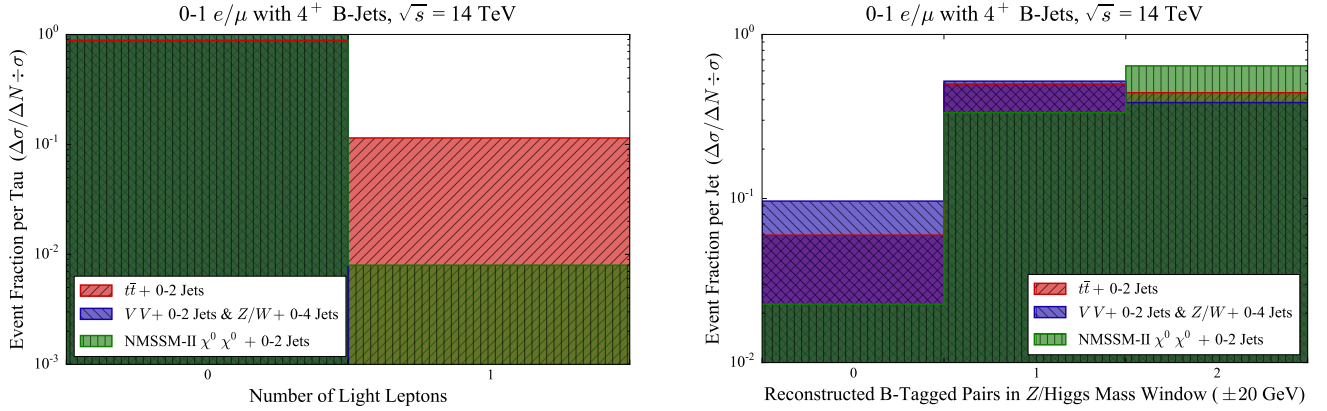 0-1 e/μ with 4⁺ B-Jets, √s = 14 TeV
Event Fraction per Tau (Δσ/ΔN ÷ σ)
10⁰
10⁻¹
10⁻²
10⁻³
tt̄ + 0-2 Jets
VV + 0-2 Jets & Z/W + 0-4 Jets
NMSSM-II χ⁰ χ⁰ + 0-2 Jets
0
1
Number of Light Leptons
0-1 e/μ with 4⁺ B-Jets, √s = 14 TeV
Event Fraction per Jet (Δσ/ΔN ÷ σ)
10⁰
10⁻¹
10⁻²
tt̄ + 0-2 Jets
VV + 0-2 Jets & Z/W + 0-4 Jets
NMSSM-II χ⁰ χ⁰ + 0-2 Jets
0
1
2
Reconstructed B-Tagged Pairs in Z/Higgs Mass Window (±20 GeV)